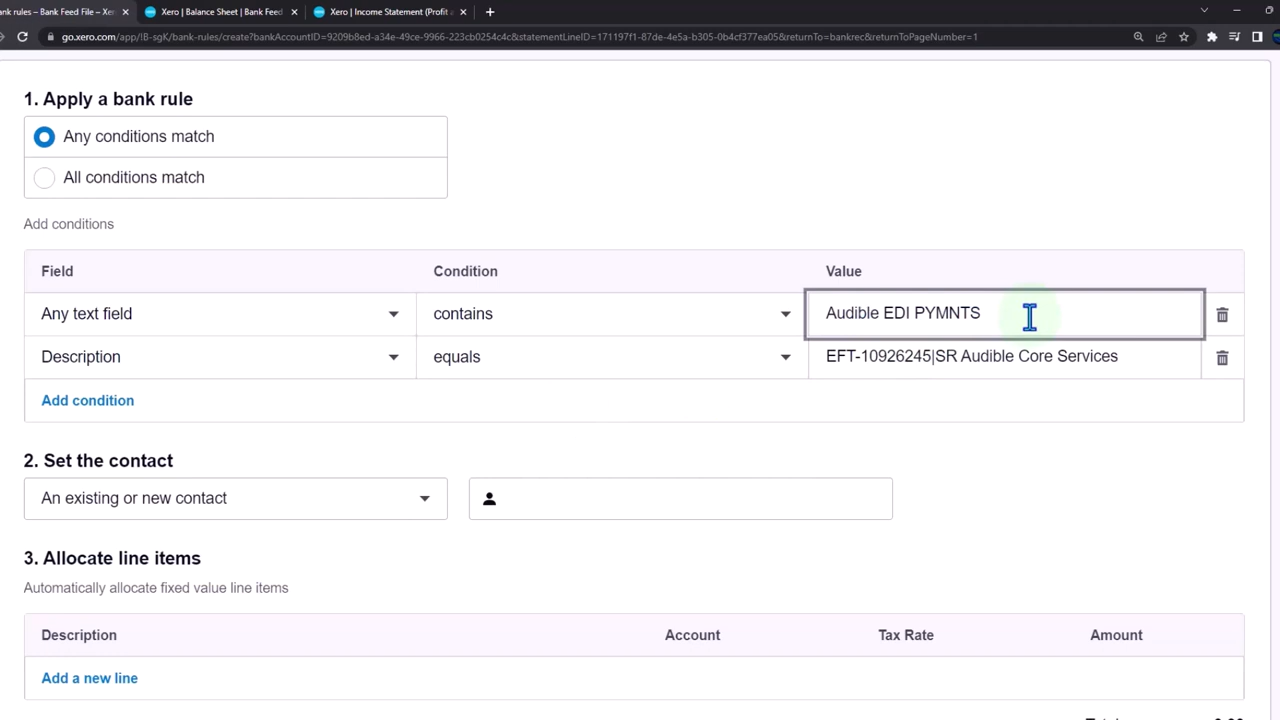 ank rules – Bank Feed File – Xer
Xero | Balance Sheet | Bank Feed
Xero | Income Statement (Profit a
go.xero.com/app/!B-sgK/bank-rules/create?bankAccountID=9209b8ed-a34e-49ce-9966-223cb0254c4c&statementLineID=171197f1-87de-4e5a-b305-0b4cf377ea05&returnTo=bankrec&returnToPageNumber=1
1. Apply a bank rule
Any conditions match
All conditions match
Add conditions
Field Condition Value
Any text field contains Audible EDI PYMNTS
Description equals EFT-10926245|SR Audible Core Services
Add condition
2. Set the contact
An existing or new contact
3. Allocate line items
Automatically allocate fixed value line items
Description Account Tax Rate Amount
Add a new line